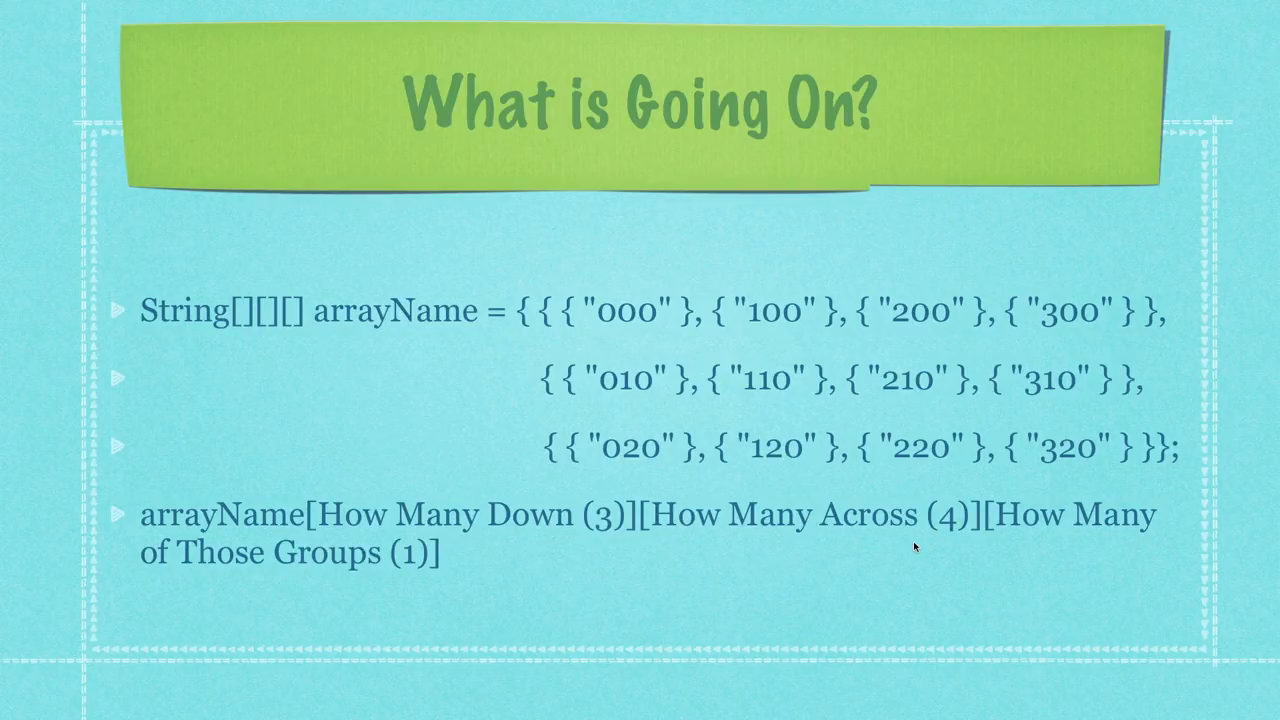 What is Going On?
String[][][] arrayName = { { { "000" }, { "100" }, { "200" }, { "300" } },
{ { "010" }, { "110" }, { "210" }, { "310" } },
{ { "020" }, { "120" }, { "220" }, { "320" } }};
arrayName[How Many Down (3)][How Many Across (4)][How Many
of Those Groups (1)]